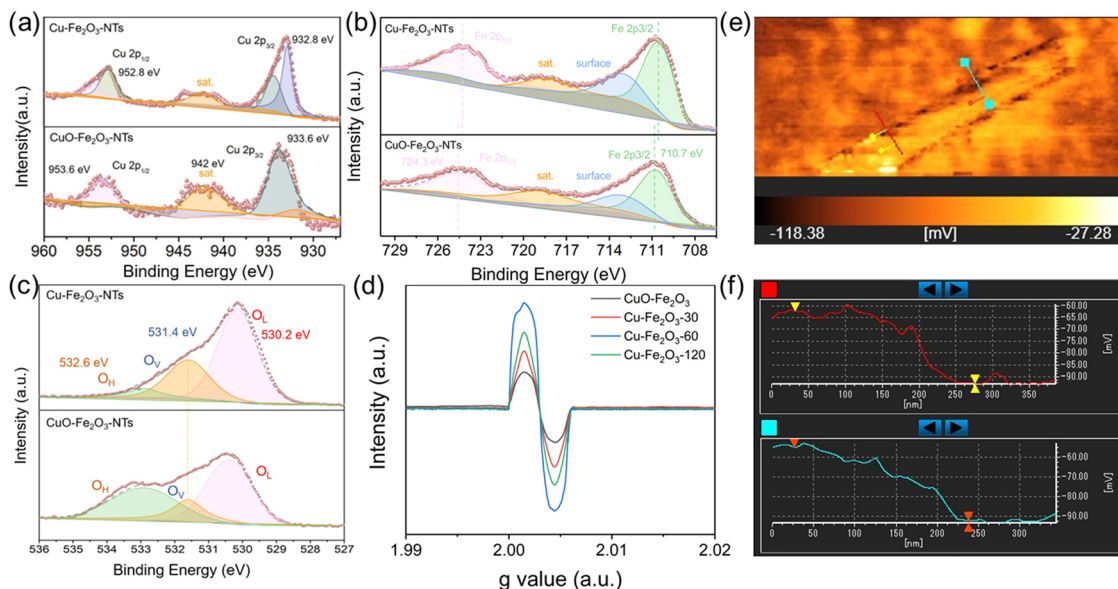 (a)
Cu-Fe₂O₃-NTs
Cu 2p₁/₂
952.8 eV
sat.
Cu 2p₃/₂
932.8 eV
CuO-Fe₂O₃-NTs
953.6 eV
Cu 2p₁/₂
942 eV
sat.
Cu 2p₃/₂
933.6 eV
Intensity(a.u.)
960 955 950 945 940 935 930
Binding Energy (eV)
(b)
Cu-Fe₂O₃-NTs
Fe 2p₁/₂
sat.
surface
Fe 2p3/2
CuO-Fe₂O₃-NTs
724.3 eV
Fe 2p₁/₂
sat.
surface
Fe 2p3/2
710.7 eV
Intensity(a.u.)
729 726 723 720 717 714 711 708
Binding Energy (eV)
(e)
-118.38 [mV] -27.28
(c)
Cu-Fe₂O₃-NTs
O_L
530.2 eV
531.4 eV
O_V
532.6 eV
O_H
CuO-Fe₂O₃-NTs
O_H
O_V
O_L
Intensity (a.u.)
536 535 534 533 532 531 530 529 528 527
Binding Energy (eV)
(d)
CuO-Fe₂O₃
Cu-Fe₂O₃-30
Cu-Fe₂O₃-60
Cu-Fe₂O₃-120
Intensity (a.u.)
1.99 2.00 2.01 2.02
g value (a.u.)
(f)
-60.00
-65.00
-70.00
-75.00
-80.00
-85.00
-90.00
[mV]
0 50 100 150 200 250 300 350
[nm]
-60.00
-70.00
-80.00
-90.00
[mV]
0 50 100 150 200 250 300
[nm]